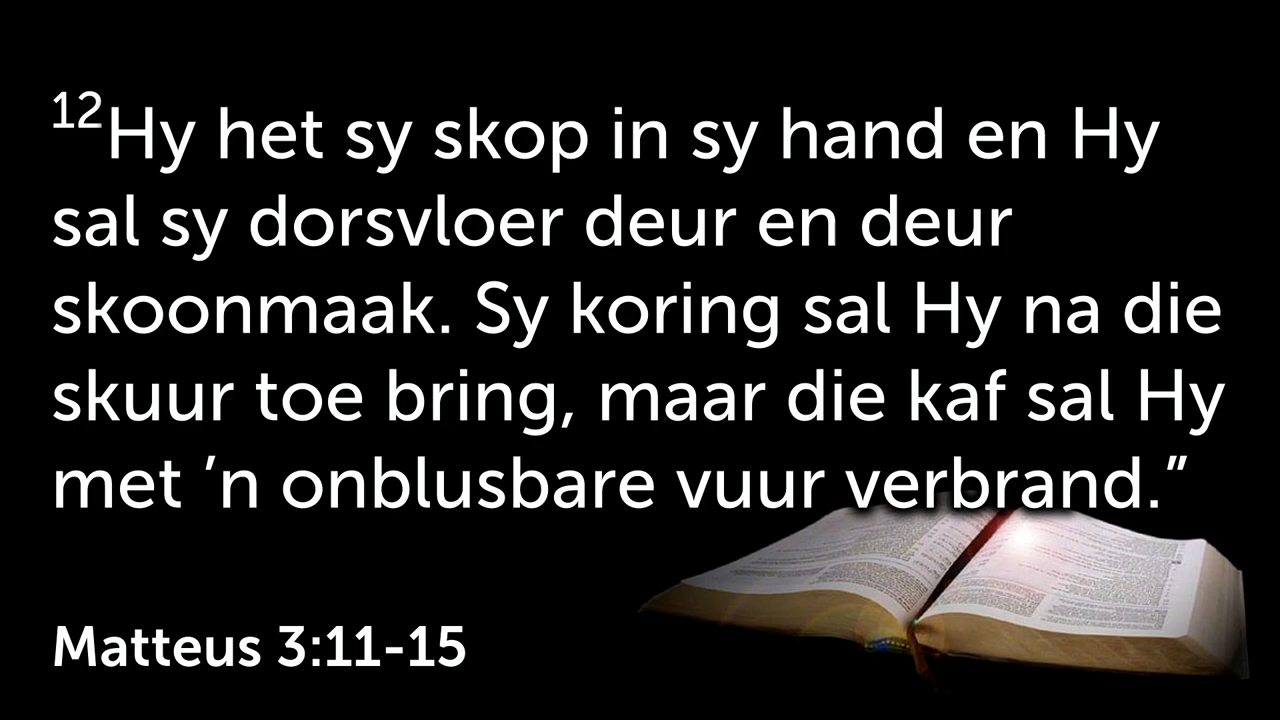 ¹²Hy het sy skop in sy hand en Hy
sal sy dorsvloer deur en deur
skoonmaak. Sy koring sal Hy na die
skuur toe bring, maar die kaf sal Hy
met ’n onblusbare vuur verbrand.”
Matteus 3:11-15